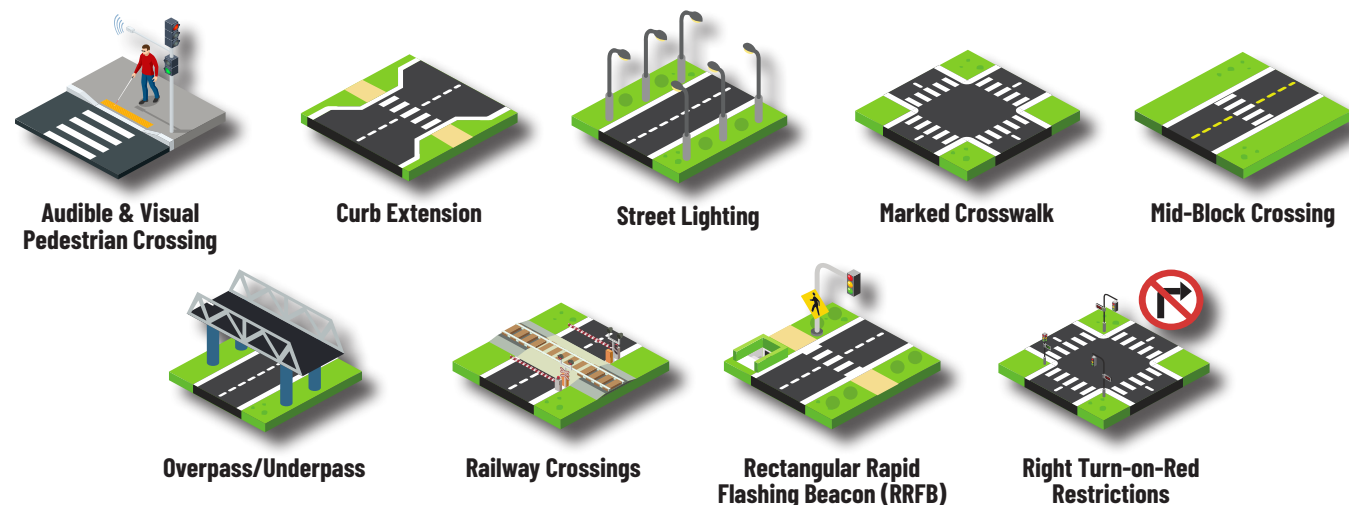 Audible & Visual
Pedestrian Crossing
Curb Extension
Street Lighting
Marked Crosswalk
Mid-Block Crossing
Overpass/Underpass
Railway Crossings
Rectangular Rapid
Flashing Beacon (RRFB)
Right Turn-on-Red
Restrictions